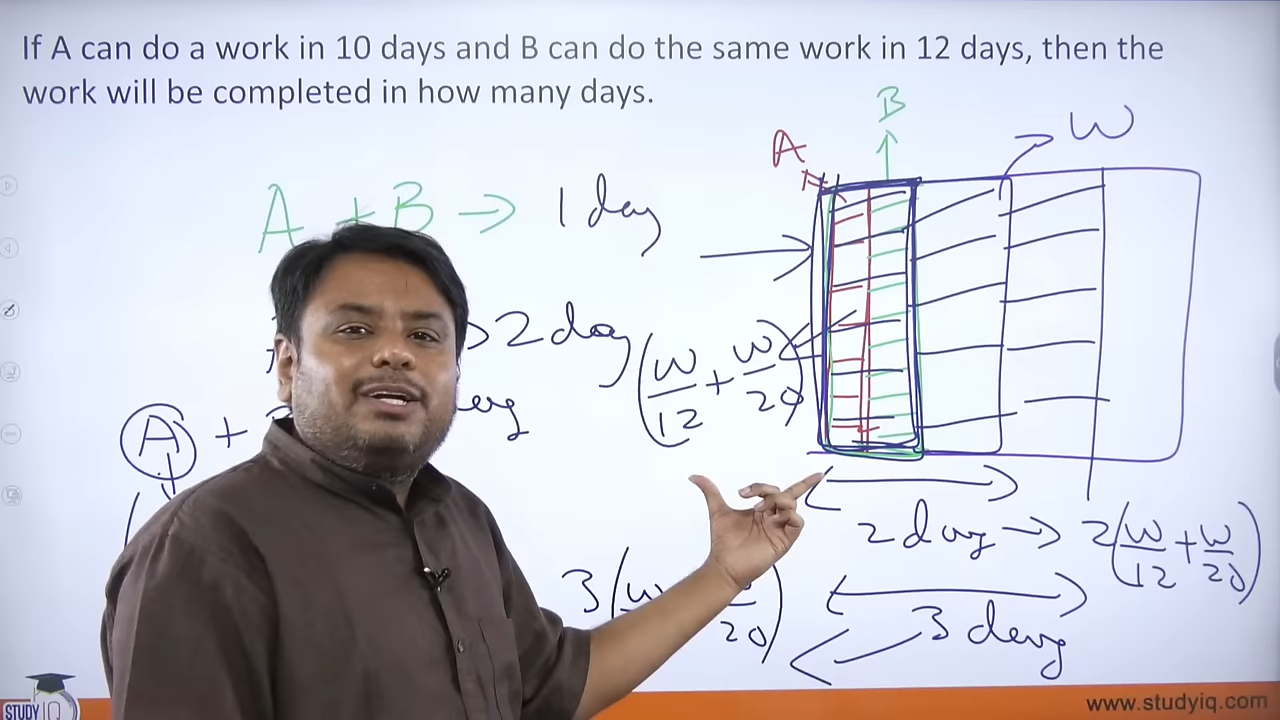 If A can do a work in 10 days and B can do the same work in 12 days, then the
work will be completed in how many days.
B
A
W
A + B → 1 day
2 day
(W/12 + W/20)
A +
2 day → 2(W/12 + W/20)
3 day
3(
20)
STUDY IQ
www.studyiq.com